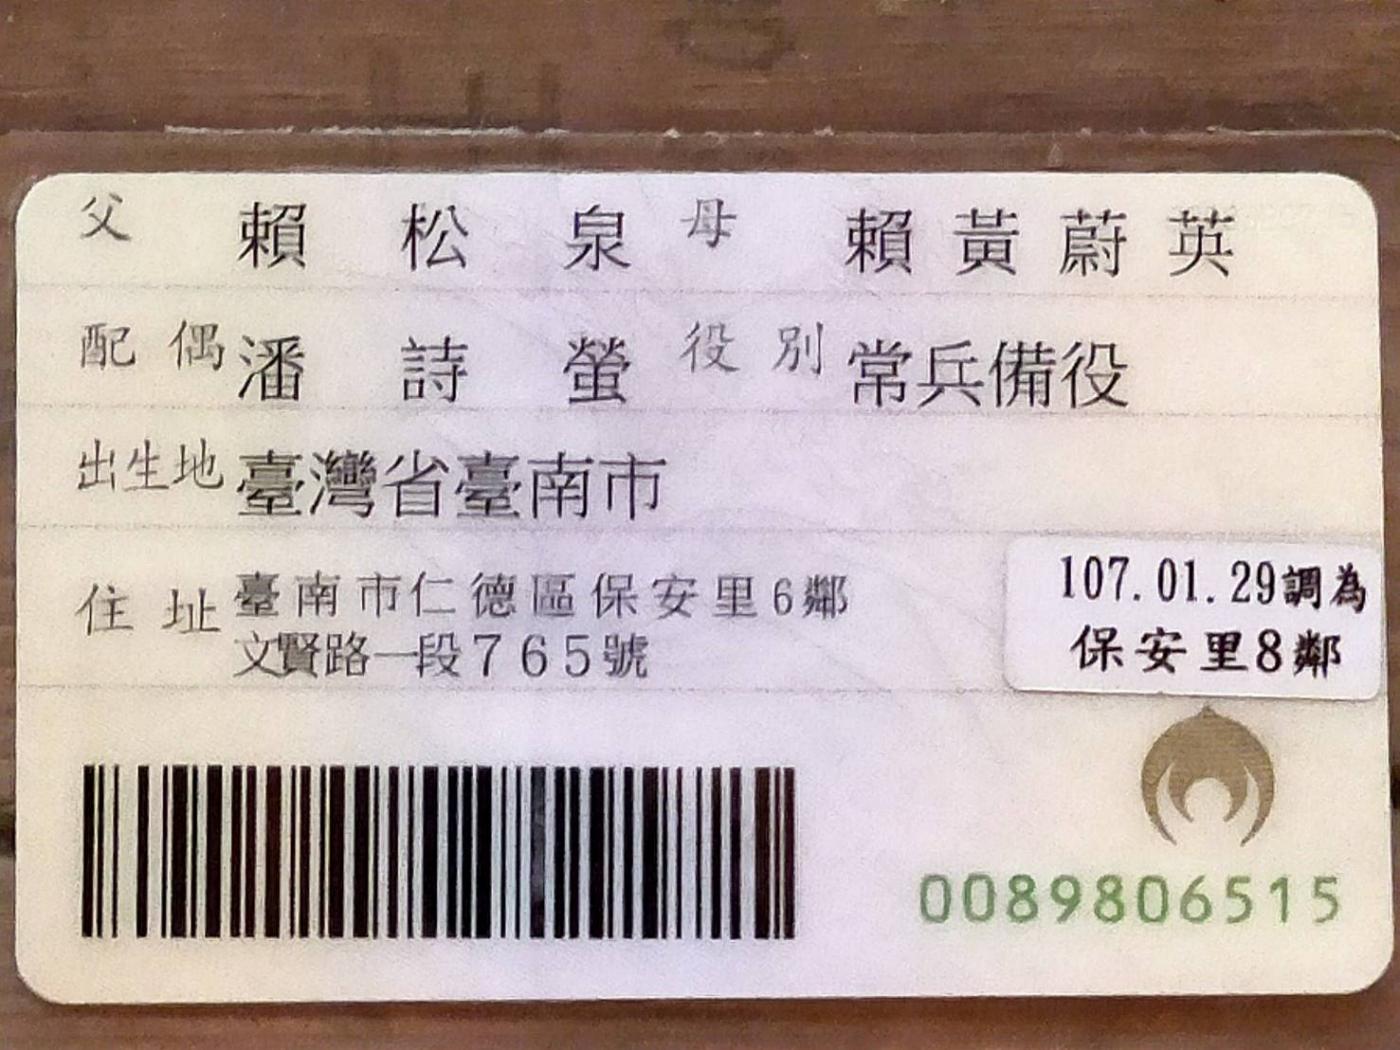 父 賴松泉 母 賴黃蔚英
配偶 潘詩螢 役別 常兵備役
出生地 臺灣省臺南市
住址 臺南市仁德區保安里6鄰
文賢路一段765號
107.01.29調為
保安里8鄰
0089806515